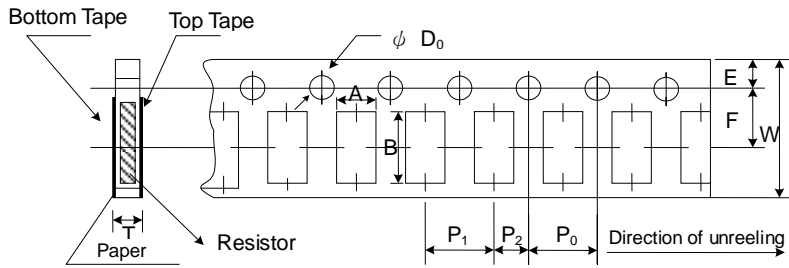 Bottom Tape
Top Tape
ϕ D0
A
B
E
F
W
T
Paper
Resistor
P1
P2
P0
Direction of unreeling